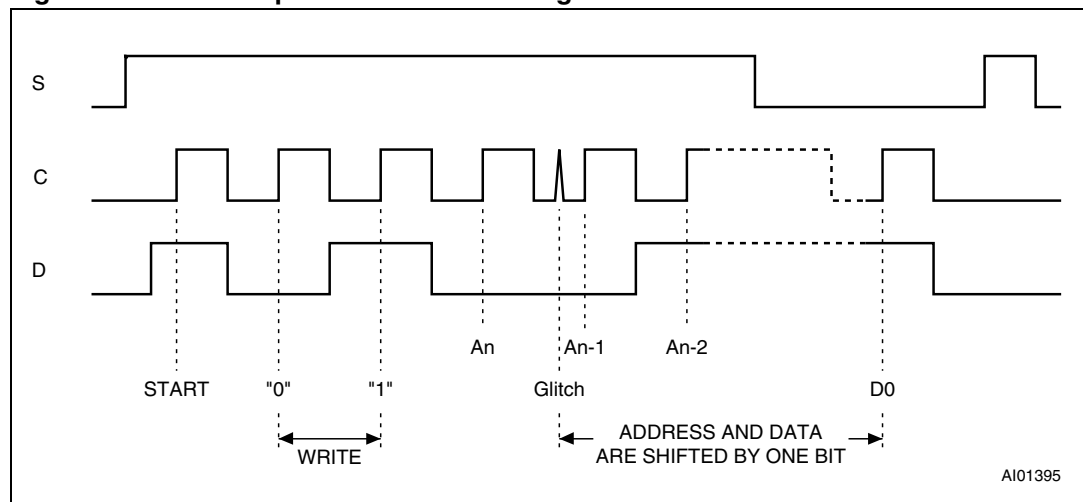 S
C
D
An An-1 An-2
START "0" "1" Glitch D0
WRITE
ADDRESS AND DATA
ARE SHIFTED BY ONE BIT
AI01395